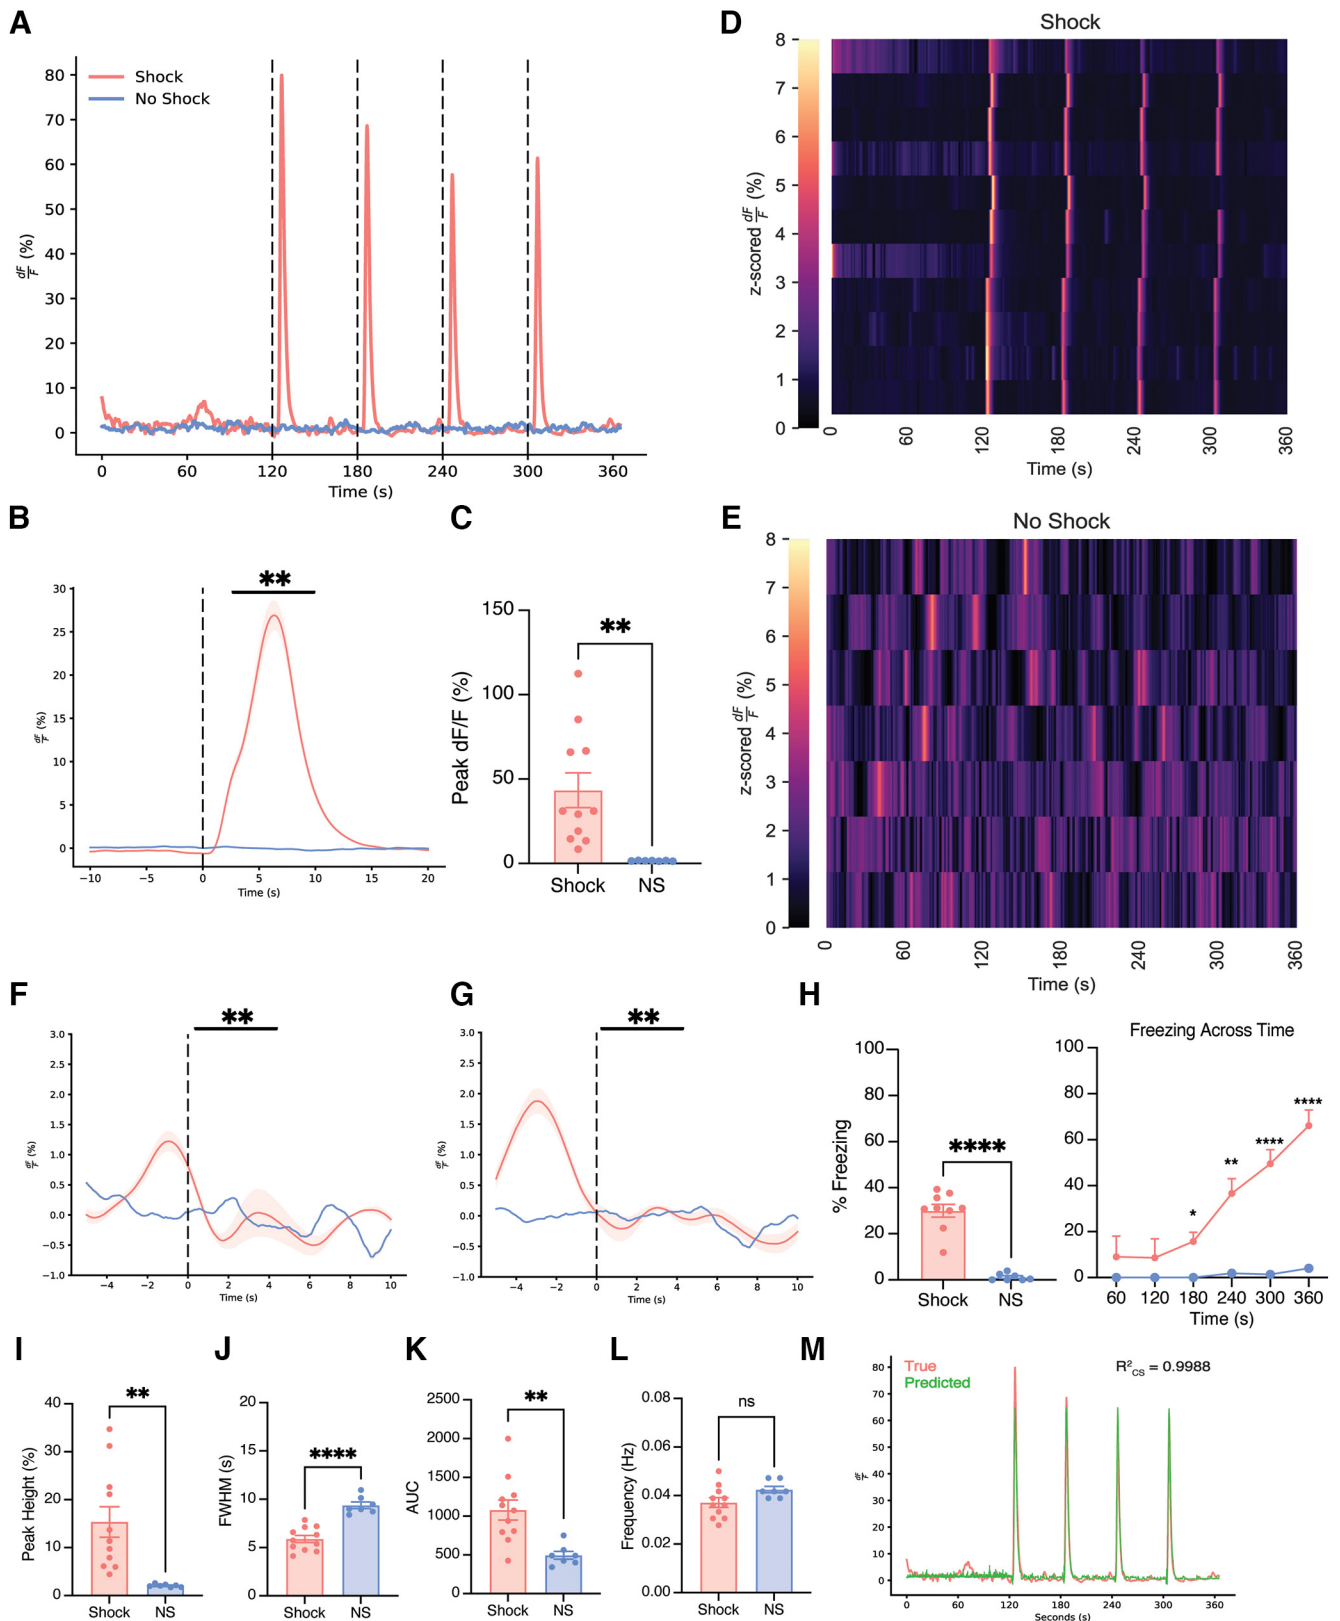 A
Shock
No Shock
80
70
60
50
40
30
20
10
0
dF/F (%)
0 60 120 180 240 300 360
Time (s)
D
Shock
8
7
6
5
4
3
2
1
0
z-scored dF/F (%)
0 60 120 180 240 300 360
Time (s)
B
**
30
25
20
15
10
5
0
dF/F (%)
−10 −5 0 5 10 15 20
Time (s)
C
**
150
100
50
0
Peak dF/F (%)
Shock NS
E
No Shock
8
7
6
5
4
3
2
1
0
z-scored dF/F (%)
0 60 120 180 240 300 360
Time (s)
F
**
3.0
2.5
2.0
1.5
1.0
0.5
0.0
−0.5
−1.0
dF/F (%)
−4 −2 0 2 4 6 8 10
Time (s)
G
**
3.0
2.5
2.0
1.5
1.0
0.5
0.0
−0.5
−1.0
dF/F (%)
−4 −2 0 2 4 6 8 10
Time (s)
H
100
80
60
40
20
0
% Freezing
****
Shock NS
Freezing Across Time
100
80
60
40
20
0
* ** **** ****
60 120 180 240 300 360
Time (s)
I
**
40
30
20
10
0
Peak Height (%)
Shock NS
J
****
20
15
10
5
0
FWHM (s)
Shock NS
K
**
2500
2000
1500
1000
500
0
AUC
Shock NS
L
ns
0.08
0.06
0.04
0.02
0.00
Frequency (Hz)
Shock NS
M
True
Predicted
R²CS = 0.9988
80
70
60
50
40
30
20
10
0
dF/F
0 60 120 180 240 300 360
Seconds (s)